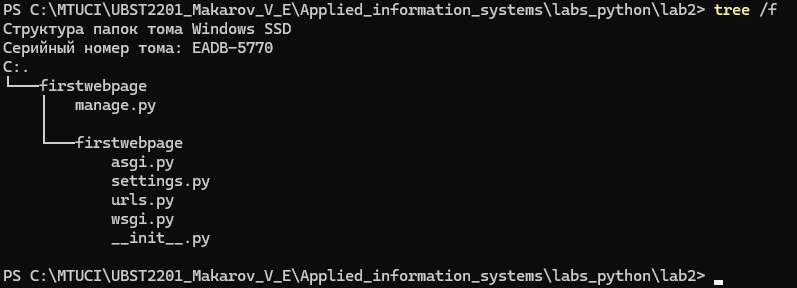 PS C:\MTUCI\UBST2201_Makarov_V_E\Applied_information_systems\labs_python\lab2> tree /f
Структура папок тома Windows SSD
Серийный номер тома: EADB-5770
C:.
└───firstwebpage
    │   manage.py
    │
    └───firstwebpage
            asgi.py
            settings.py
            urls.py
            wsgi.py
            __init__.py
PS C:\MTUCI\UBST2201_Makarov_V_E\Applied_information_systems\labs_python\lab2>